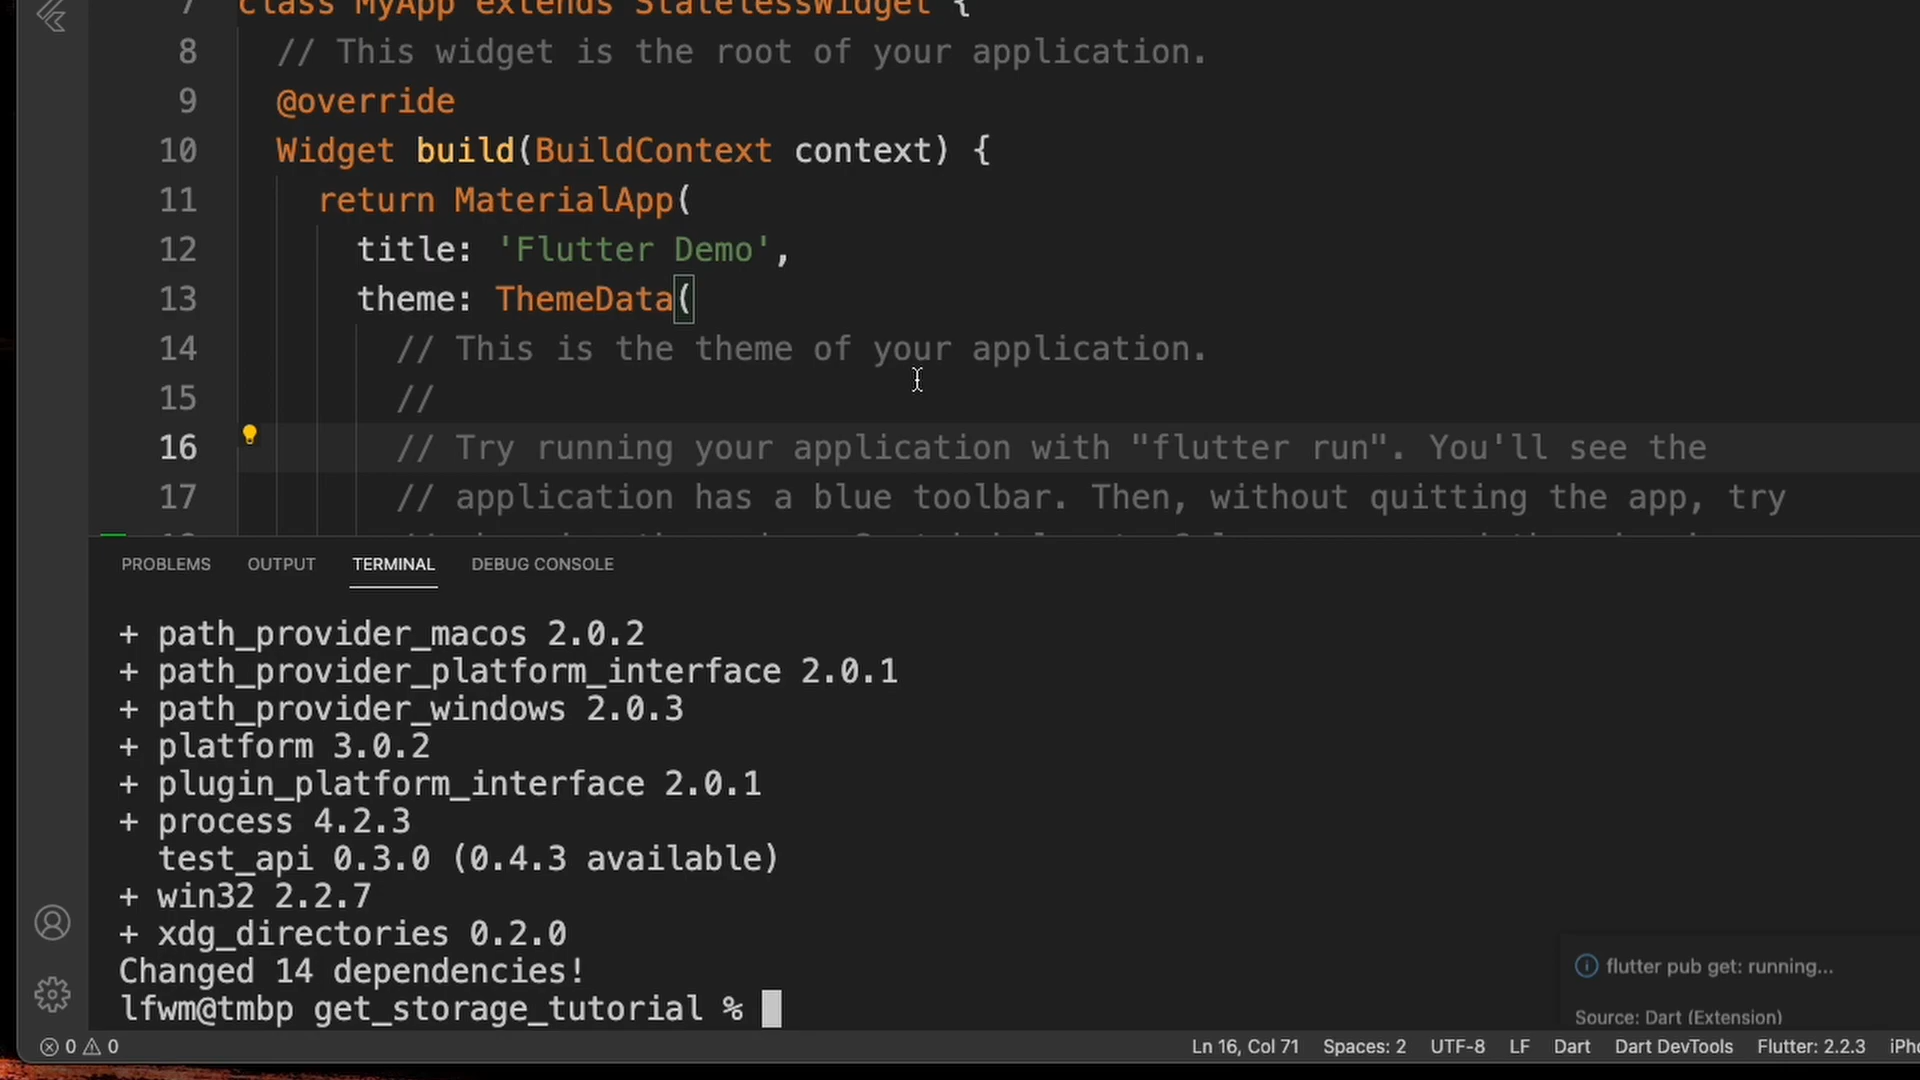 7 class MyApp extends StatelessWidget {
8 // This widget is the root of your application.
9 @override
10 Widget build(BuildContext context) {
11 return MaterialApp(
12 title: 'Flutter Demo',
13 theme: ThemeData(
14 // This is the theme of your application.
15 //
16 // Try running your application with "flutter run". You'll see the
17 // application has a blue toolbar. Then, without quitting the app, try
PROBLEMS OUTPUT TERMINAL DEBUG CONSOLE
+ path_provider_macos 2.0.2
+ path_provider_platform_interface 2.0.1
+ path_provider_windows 2.0.3
+ platform 3.0.2
+ plugin_platform_interface 2.0.1
+ process 4.2.3
test_api 0.3.0 (0.4.3 available)
+ win32 2.2.7
+ xdg_directories 0.2.0
Changed 14 dependencies!
lfwm@tmbp get_storage_tutorial %
flutter pub get: running...
Source: Dart (Extension)
0 0 Ln 16, Col 71 Spaces: 2 UTF-8 LF Dart Dart DevTools Flutter: 2.2.3 iPho